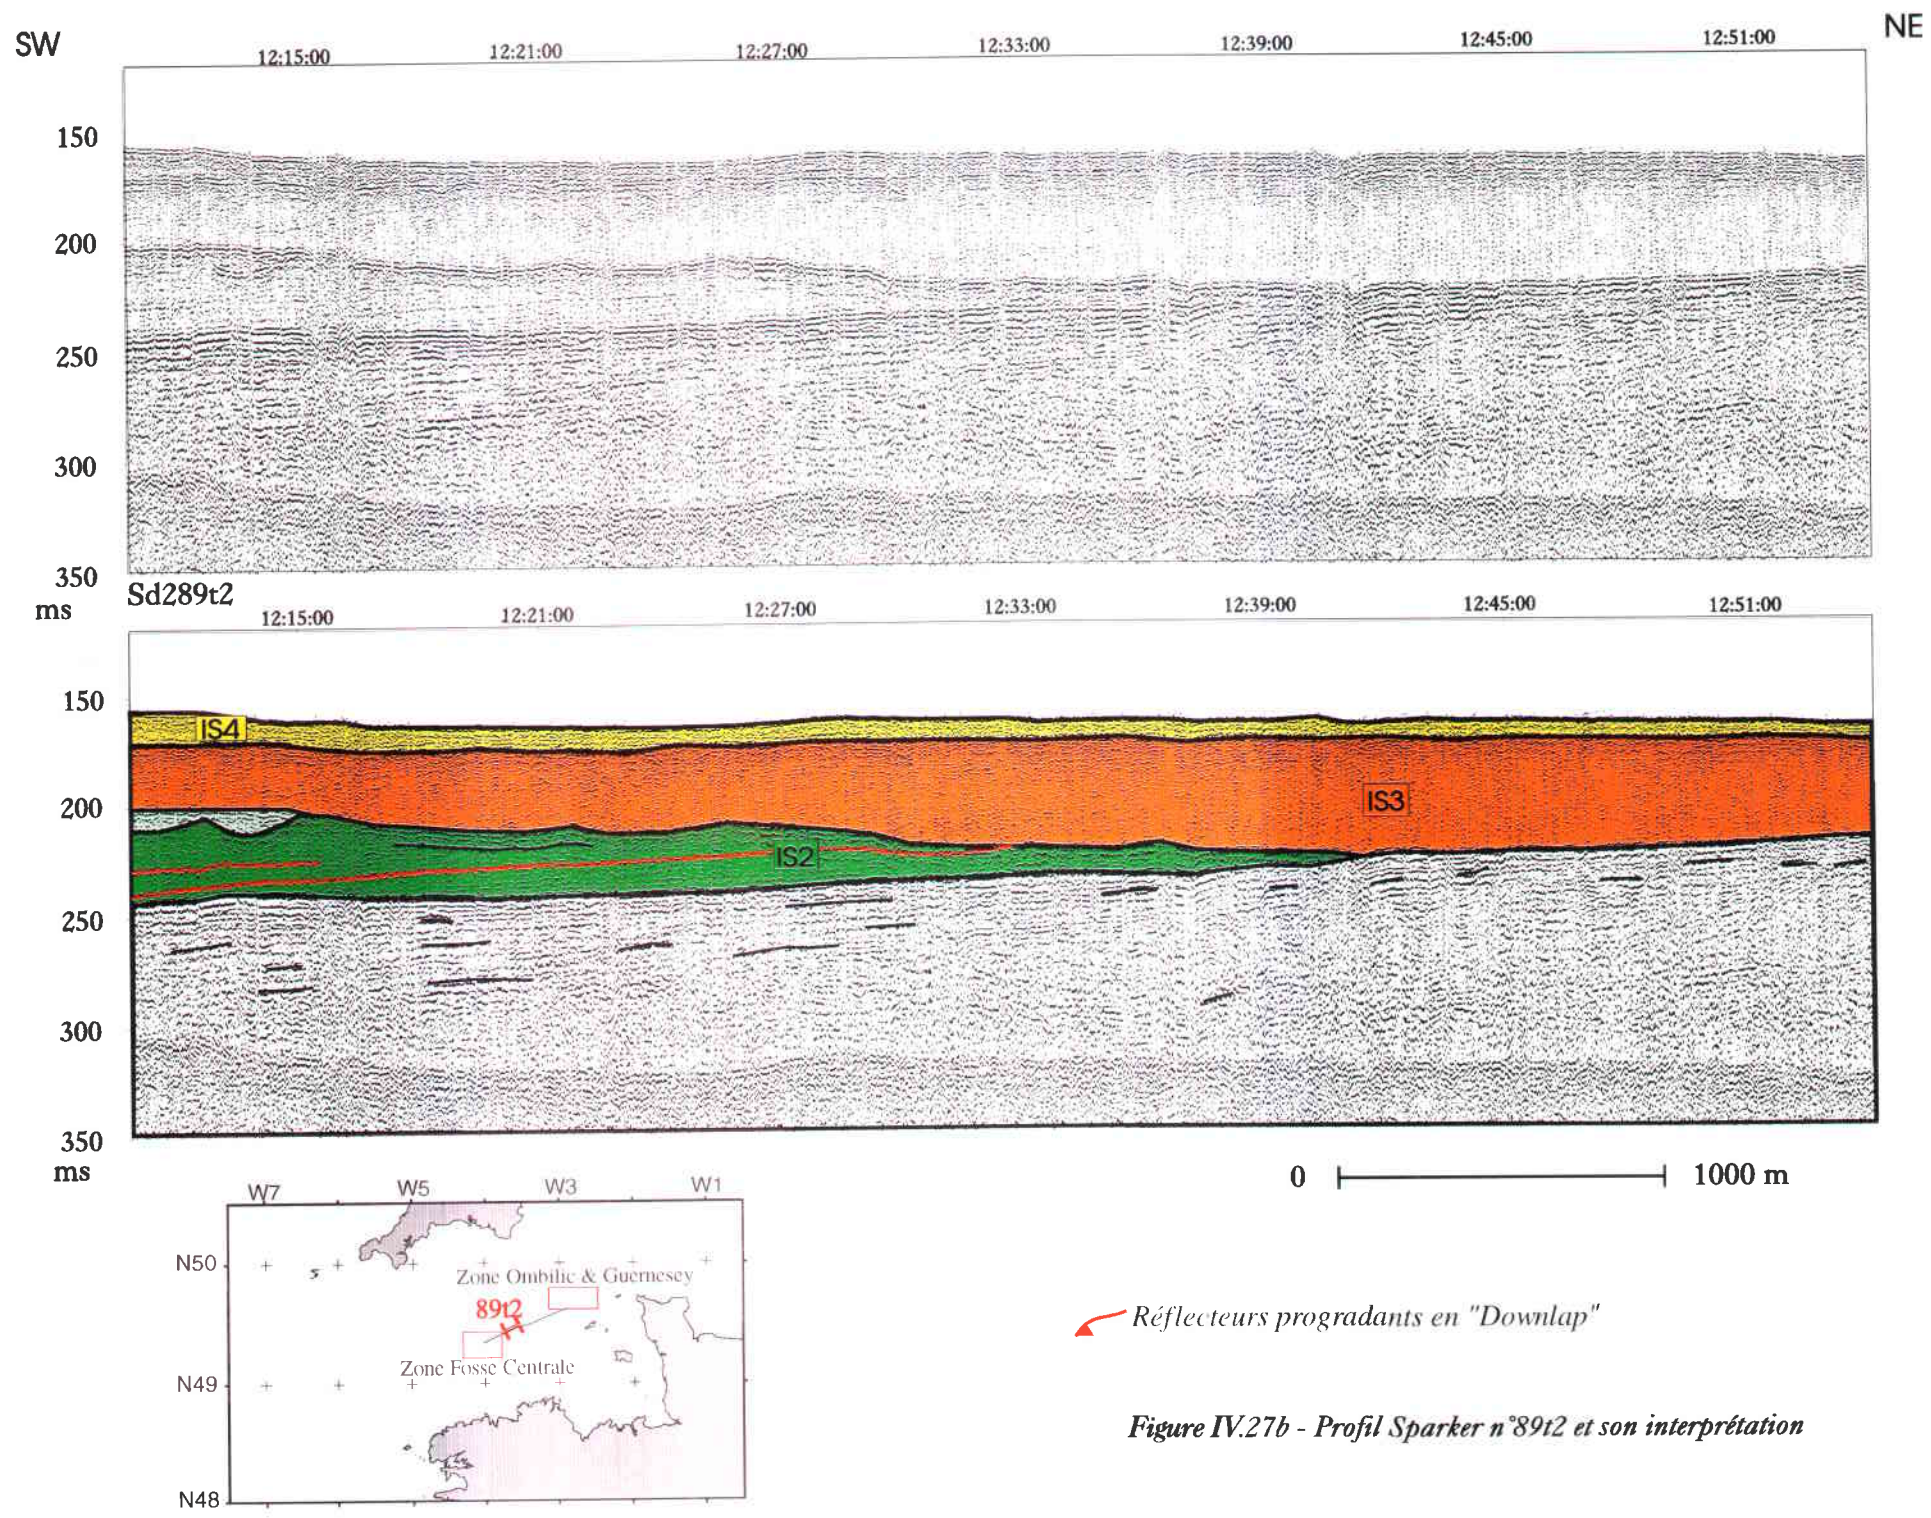 SW
NE
12:15:00 12:21:00 12:27:00 12:33:00 12:39:00 12:45:00 12:51:00
150
200
250
300
350
ms
Sd289t2
12:15:00 12:21:00 12:27:00 12:33:00 12:39:00 12:45:00 12:51:00
150
IS4
IS3
200
IS2
250
300
350
ms
0 1000 m
W7 W5 W3 W1
N50
Zone Ombilic & Guernesey
89t2
Zone Fosse Centrale
N49
N48
Réflecteurs progradants en "Downlap"
Figure IV.27b - Profil Sparker n°89t2 et son interprétation